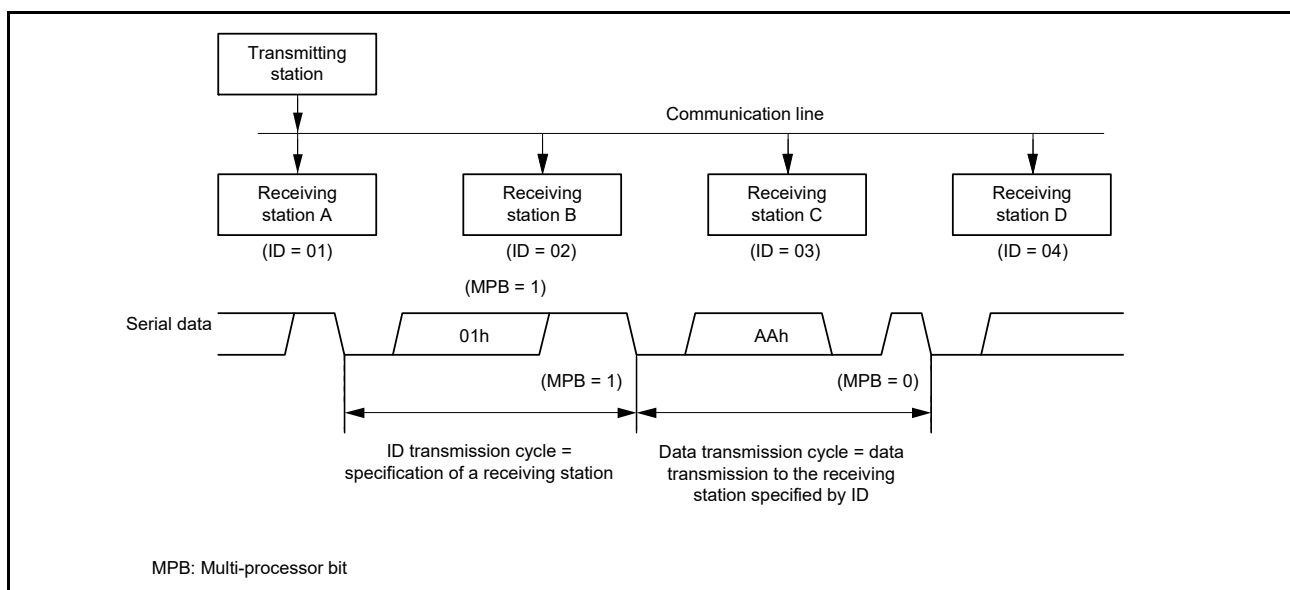 Transmitting
station
Communication line
Receiving
station A
Receiving
station B
Receiving
station C
Receiving
station D
(ID = 01)
(ID = 02)
(ID = 03)
(ID = 04)
(MPB = 1)
Serial data
01h
AAh
(MPB = 1)
(MPB = 0)
ID transmission cycle =
specification of a receiving station
Data transmission cycle = data
transmission to the receiving
station specified by ID
MPB: Multi-processor bit